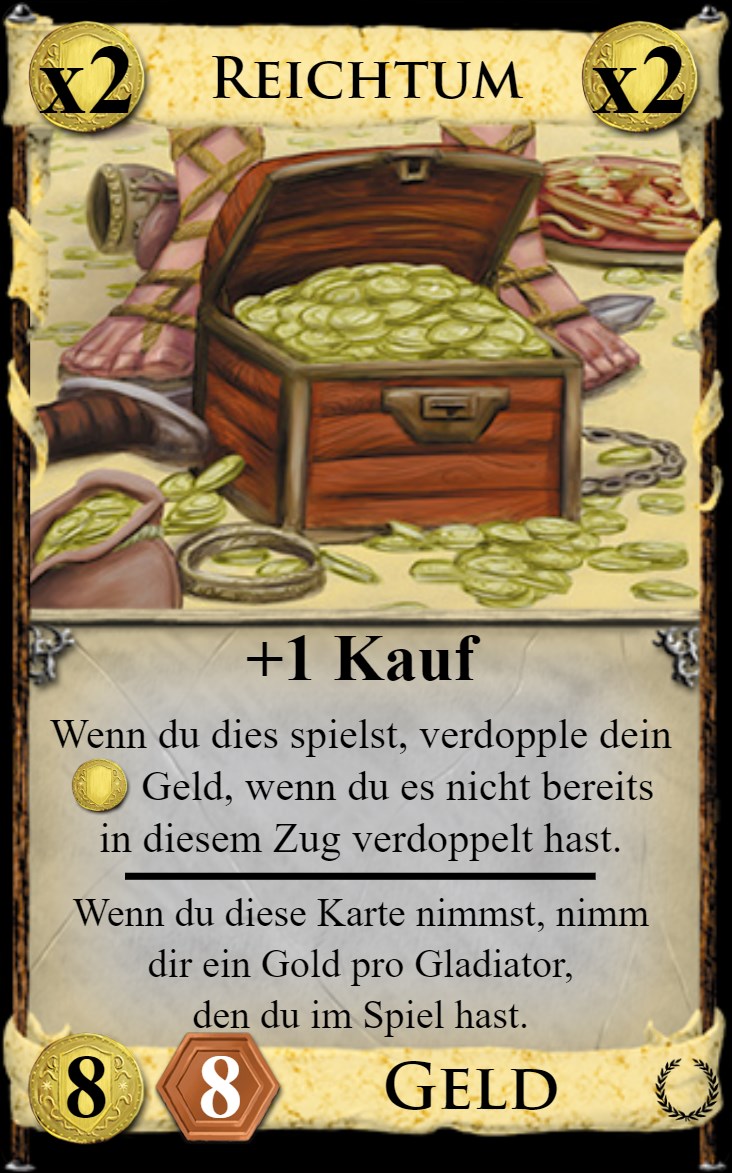 x2 REICHTUM x2
+1 Kauf
Wenn du dies spielst, verdopple dein
Geld, wenn du es nicht bereits
in diesem Zug verdoppelt hast.
Wenn du diese Karte nimmst, nimm
dir ein Gold pro Gladiator,
den du im Spiel hast.
8 8 GELD